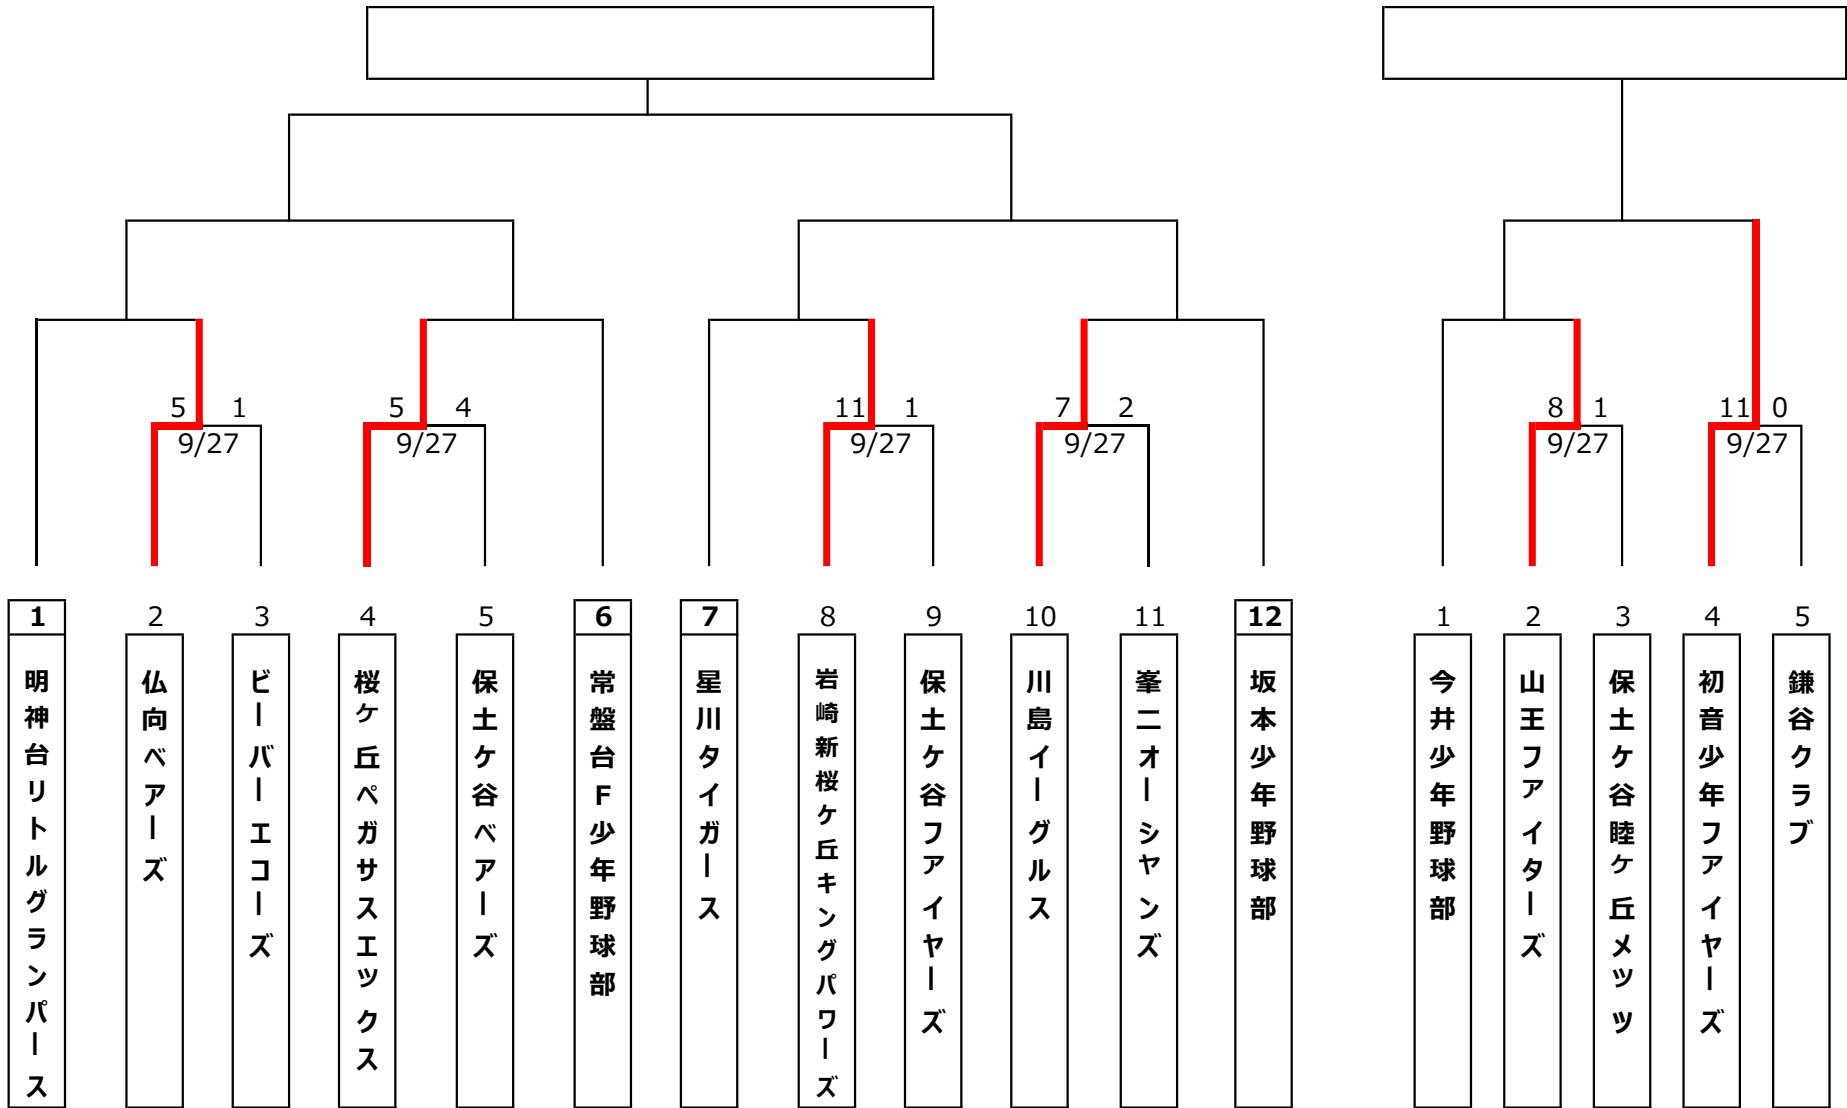 5 1
5 4
11 1
7 2
8 1
11 0
9/27
9/27
9/27
9/27
9/27
9/27
1 2 3 4 5 6 7 8 9 10 11 12
1 2 3 4 5
明神台リトルグランパース
仏向ベアーズ
ビーバーエコーズ
桜ケ丘ペガサスエツクス
保土ケ谷ベアーズ
常盤台F少年野球部
星川タイガース
岩崎新桜ケ丘キングパワーズ
保土ケ谷フアイヤーズ
川島イーグルス
峯二オーシヤンズ
坂本少年野球部
今井少年野球部
山王フアイターズ
保土ケ谷睦ケ丘メツツ
初音少年フアイヤーズ
鎌谷クラブ